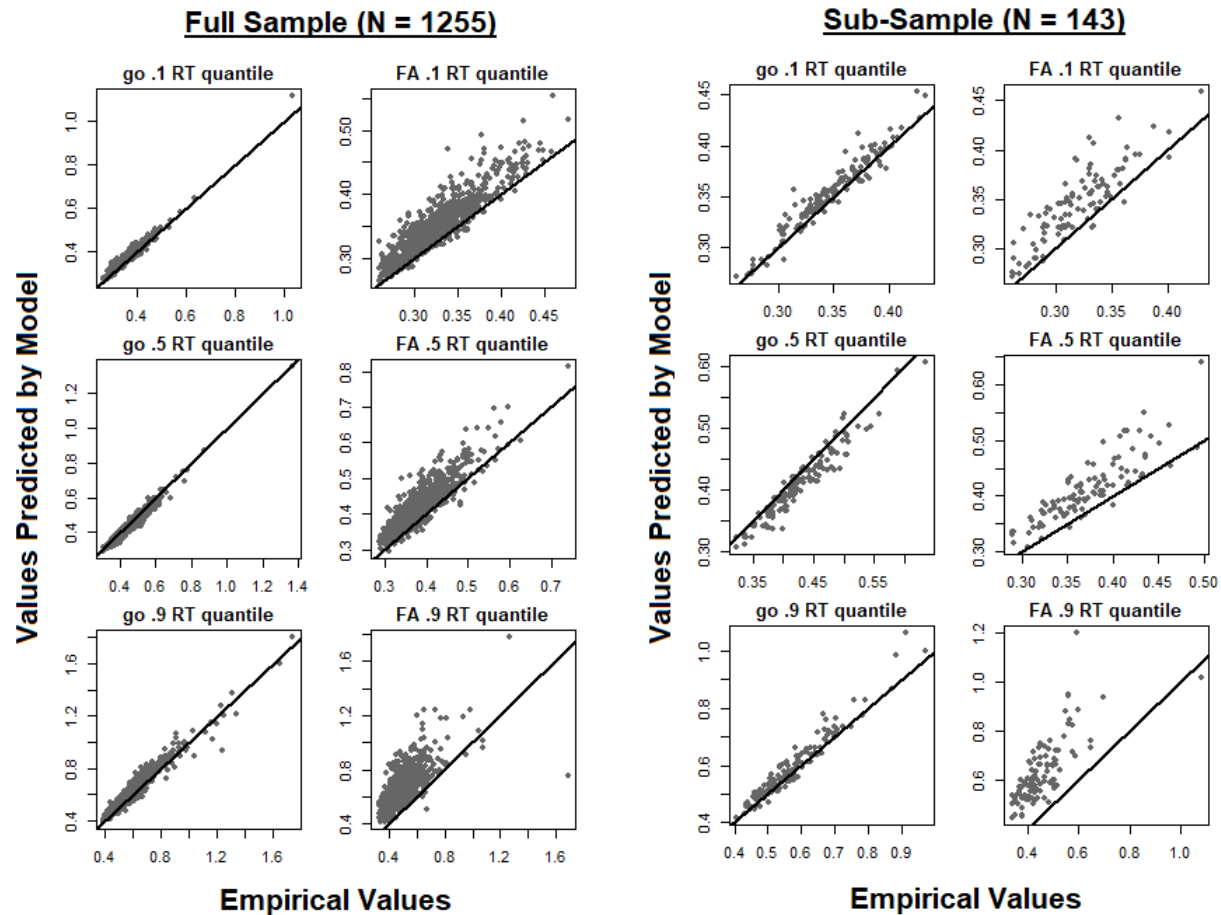 Full Sample (N = 1255)
Sub-Sample (N = 143)
Values Predicted by Model
go .1 RT quantile
1.0
0.8
0.6
0.4
0.4 0.6 0.8 1.0
FA .1 RT quantile
0.50
0.40
0.30
0.30 0.35 0.40 0.45
go .5 RT quantile
1.2
1.0
0.8
0.6
0.4
0.4 0.6 0.8 1.0 1.2 1.4
FA .5 RT quantile
0.8
0.7
0.6
0.5
0.4
0.3
0.3 0.4 0.5 0.6 0.7
go .9 RT quantile
1.6
1.2
0.8
0.4
0.4 0.8 1.2 1.6
FA .9 RT quantile
1.6
1.2
0.8
0.4
0.4 0.8 1.2 1.6
Empirical Values
Values Predicted by Model
go .1 RT quantile
0.45
0.40
0.35
0.30
0.30 0.35 0.40
FA .1 RT quantile
0.45
0.40
0.35
0.30
0.30 0.35 0.40
go .5 RT quantile
0.60
0.50
0.40
0.30
0.35 0.45 0.55
FA .5 RT quantile
0.60
0.50
0.40
0.30
0.30 0.35 0.40 0.45 0.50
go .9 RT quantile
1.0
0.8
0.6
0.4
0.4 0.5 0.6 0.7 0.8 0.9
FA .9 RT quantile
1.2
1.0
0.8
0.6
0.4 0.6 0.8 1.0
Empirical Values